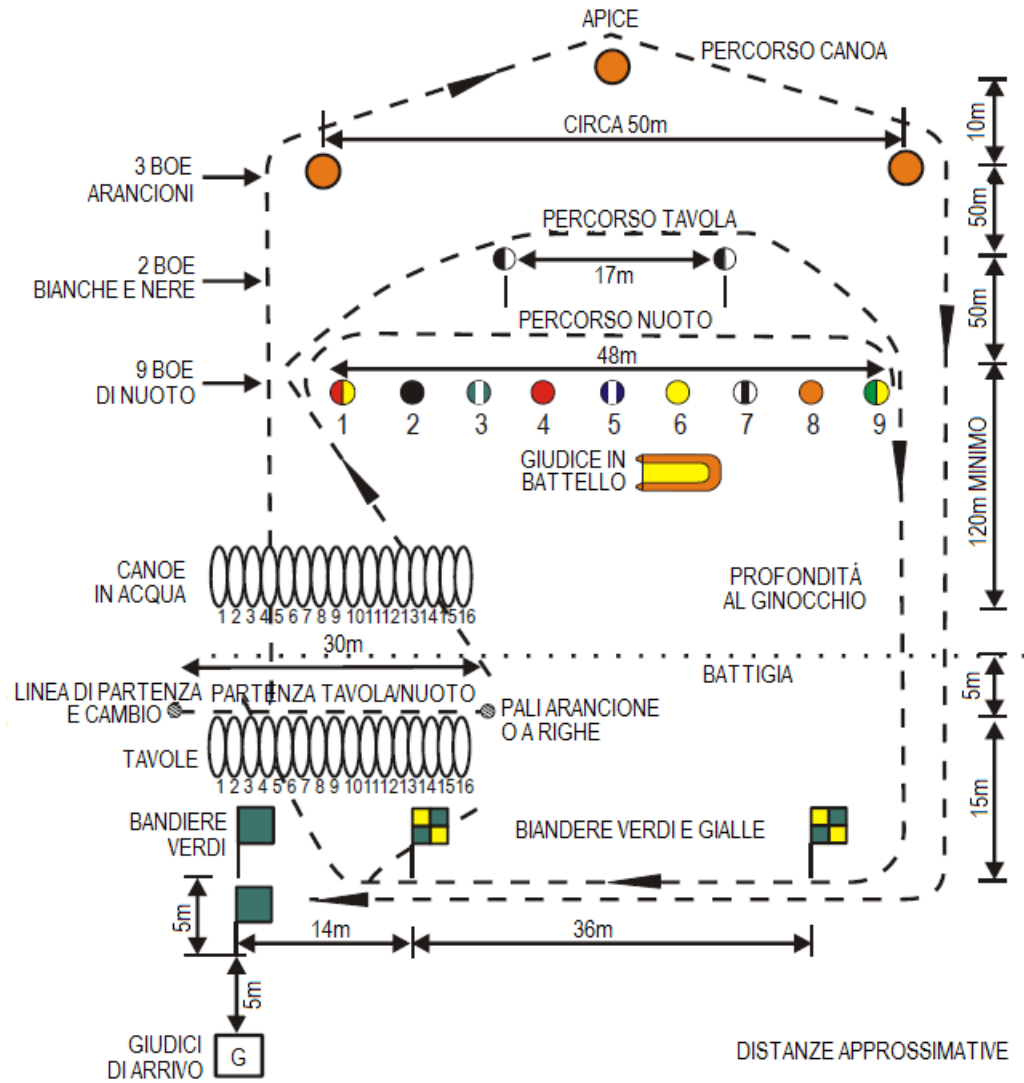 APICE
PERCORSO CANOA
CIRCA 50m
10m
3 BOE
ARANCIONI
50m
PERCORSO TAVOLA
2 BOE
BIANCHE E NERE
17m
50m
PERCORSO NUOTO
48m
9 BOE
DI NUOTO
1 2 3 4 5 6 7 8 9
GIUDICE IN
BATTELLO
120m MINIMO
CANOE
IN ACQUA
PROFONDITÁ
AL GINOCCHIO
1 2 3 4 5 6 7 8 9 10 11 12 13 14 15 16
30m
BATTIGIA
5m
LINEA DI PARTENZA
E CAMBIO
PARTENZA TAVOLA/NUOTO
PALI ARANCIONE
O A RIGHE
TAVOLE
1 2 3 4 5 6 7 8 9 10 11 12 13 14 15 16
15m
BANDIERE
VERDI
BIANDERE VERDI E GIALLE
5m
14m
36m
5m
GIUDICI
DI ARRIVO
G
DISTANZE APPROSSIMATIVE